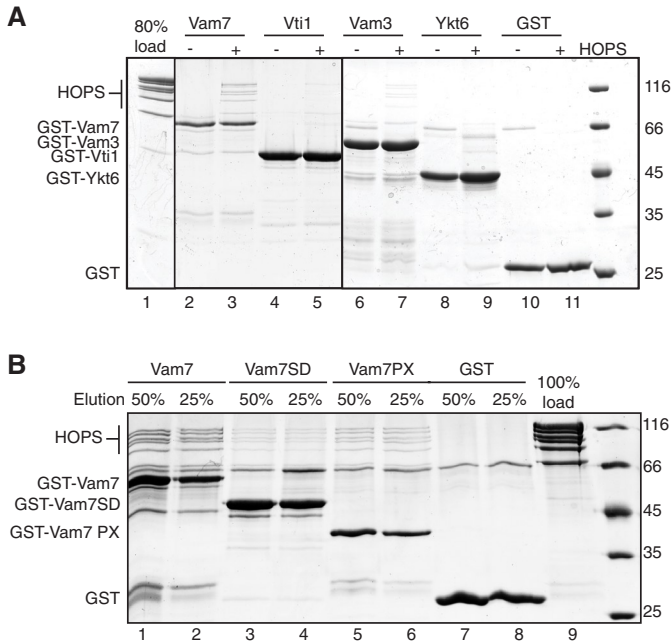 A
80% load
Vam7 Vti1 Vam3 Ykt6 GST
- + - + - + - + - + HOPS
HOPS
GST-Vam7
GST-Vam3
GST-Vti1
GST-Ykt6
GST
116
66
45
35
25
1 2 3 4 5 6 7 8 9 10 11
B
Vam7 Vam7SD Vam7PX GST
100% load
Elution 50% 25% 50% 25% 50% 25% 50% 25%
HOPS
GST-Vam7
GST-Vam7SD
GST-Vam7 PX
GST
116
66
45
35
25
1 2 3 4 5 6 7 8 9